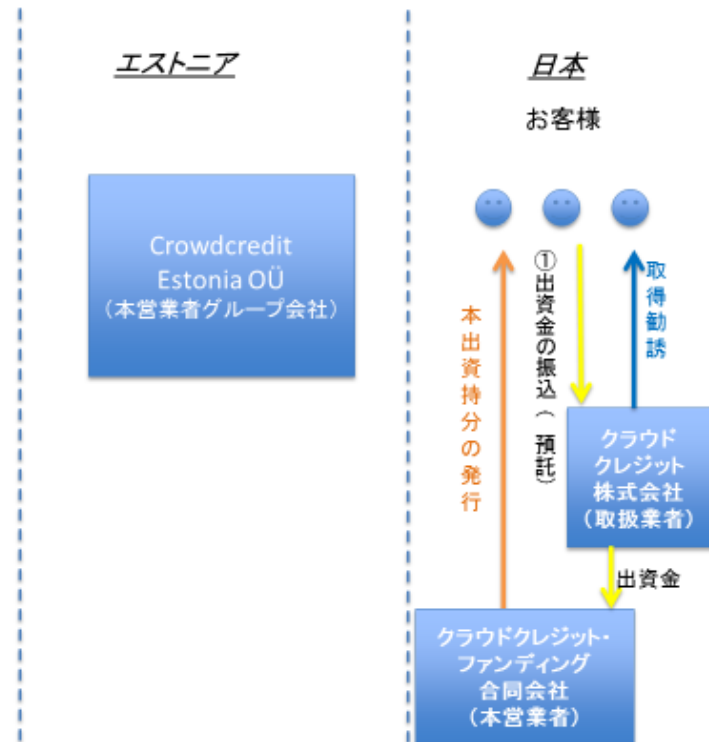 エストニア
日本
お客様
Crowdcredit
Estonia OÜ
（本営業者グループ会社）
本出資持分の発行
①出資金の振込（預託）
取得勧誘
クラウド
クレジット
株式会社
（取扱業者）
出資金
クラウドクレジット・
ファンディング
合同会社
（本営業者）